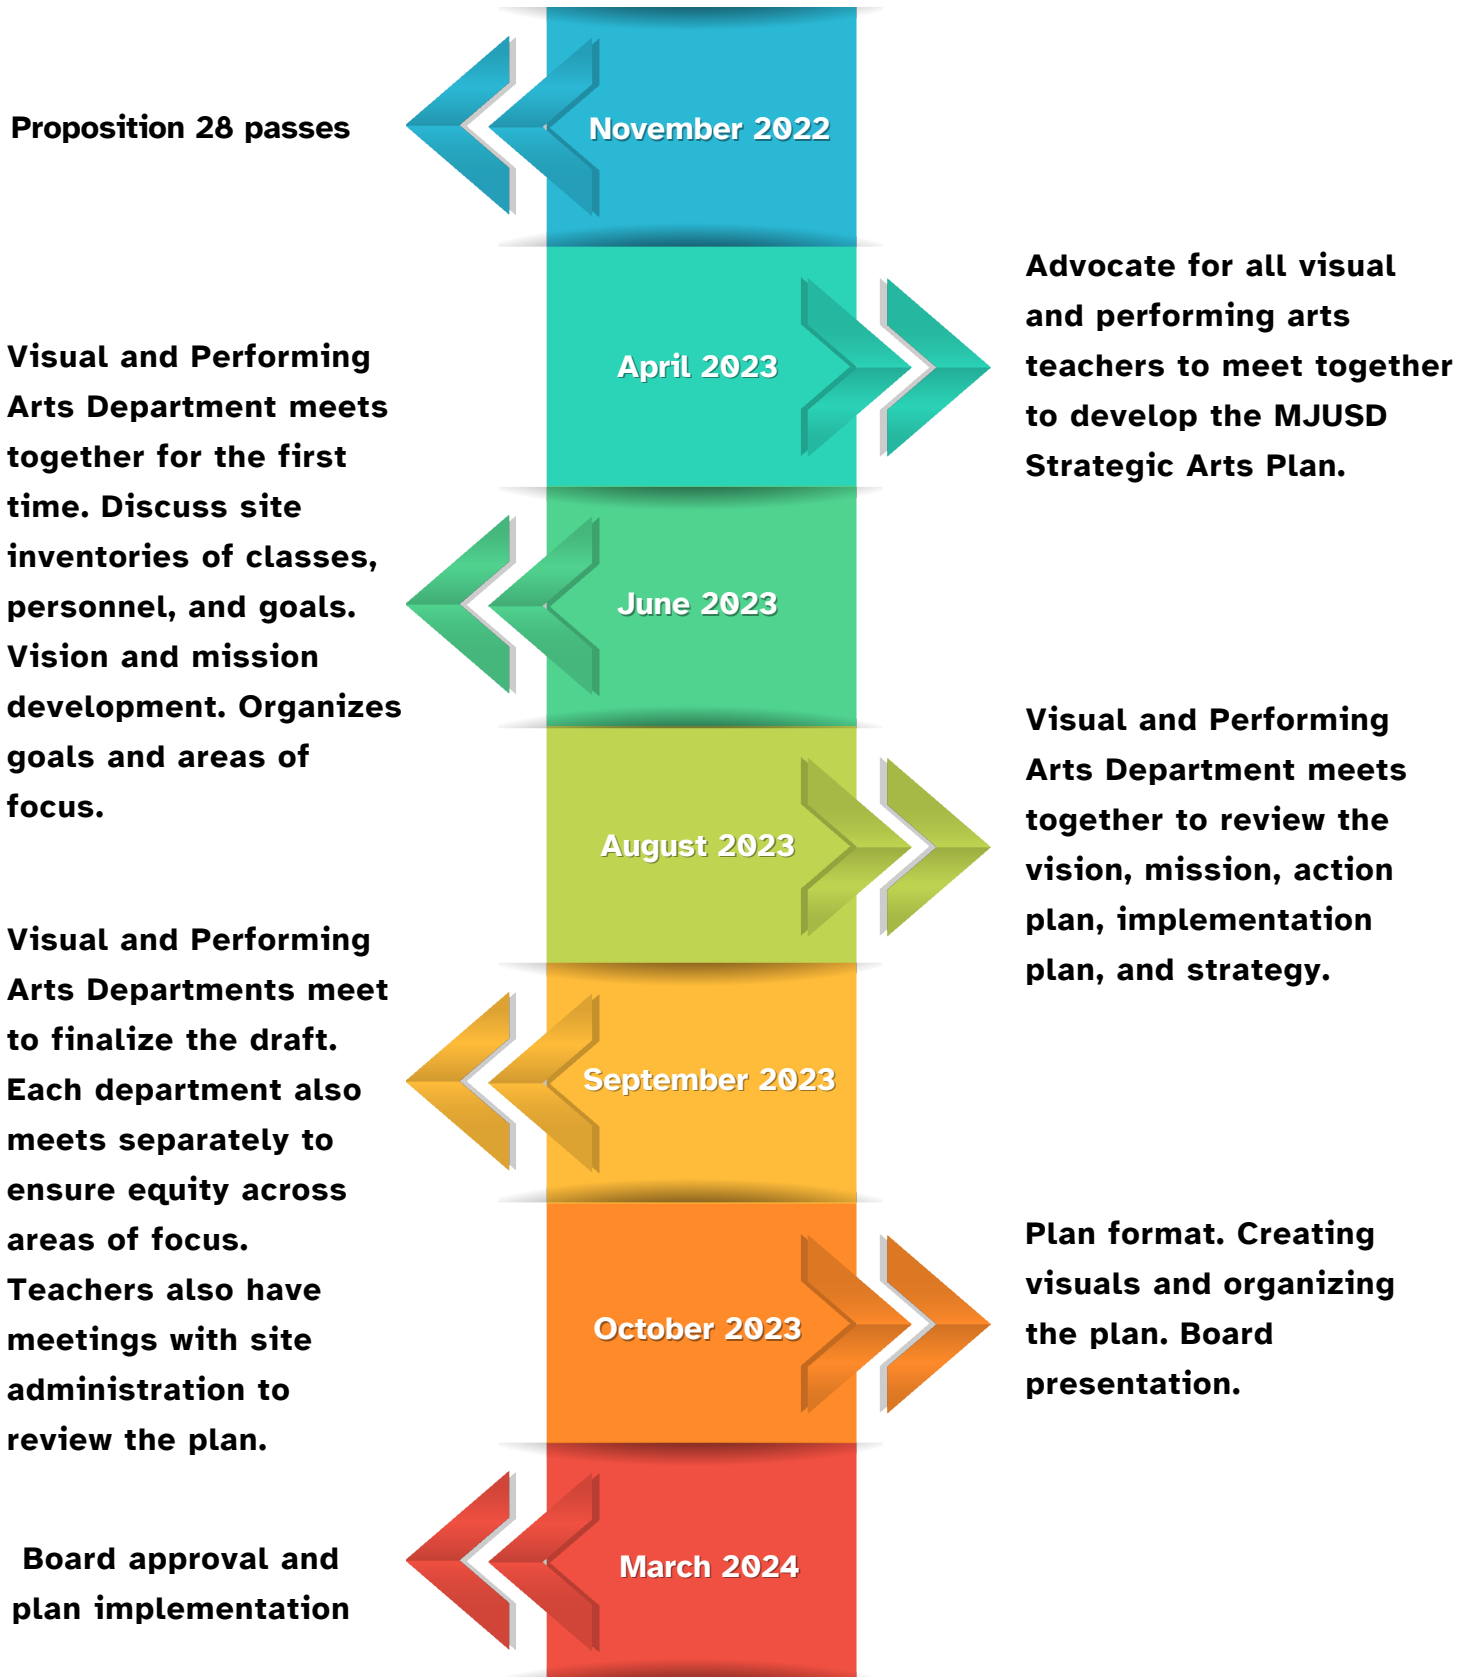 Proposition 28 passes
November 2022
April 2023
Advocate for all visual
and performing arts
teachers to meet together
to develop the MJUSD
Strategic Arts Plan.
Visual and Performing
Arts Department meets
together for the first
time. Discuss site
inventories of classes,
personnel, and goals.
Vision and mission
development. Organizes
goals and areas of
focus.
June 2023
August 2023
Visual and Performing
Arts Department meets
together to review the
vision, mission, action
plan, implementation
plan, and strategy.
Visual and Performing
Arts Departments meet
to finalize the draft.
Each department also
meets separately to
ensure equity across
areas of focus.
Teachers also have
meetings with site
administration to
review the plan.
September 2023
October 2023
Plan format. Creating
visuals and organizing
the plan. Board
presentation.
Board approval and
plan implementation
March 2024